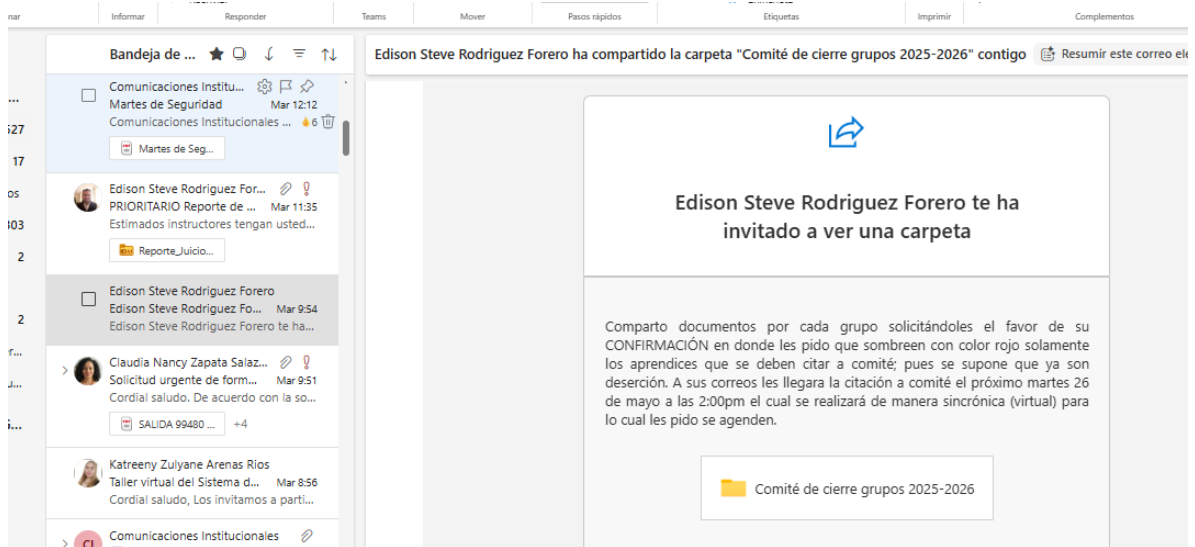 Informar
Responder
Teams
Mover
Pasos rápidos
Etiquetas
Imprimir
Complementos
Bandeja de ...
...
527
17
os
303
2
2
Comunicaciones Institu...
Martes de Seguridad Mar 12:12
Comunicaciones Institucionales ... 6
Martes de Seg...
Edison Steve Rodriguez For...
PRIORITARIO Reporte de ... Mar 11:35
Estimados instructores tengan usted...
Reporte_Juicio...
Edison Steve Rodriguez Forero
Edison Steve Rodriguez Fo... Mar 9:54
Edison Steve Rodriguez Forero te ha...
Claudia Nancy Zapata Salaz...
Solicitud urgente de form... Mar 9:51
Cordial saludo. De acuerdo con la so...
SALIDA 99480 ... +4
Katreeny Zulyane Arenas Rios
Taller virtual del Sistema d... Mar 8:56
Cordial saludo, Los invitamos a parti...
CI
Comunicaciones Institucionales
Edison Steve Rodriguez Forero ha compartido la carpeta "Comité de cierre grupos 2025-2026" contigo Resumir este correo ele
Edison Steve Rodriguez Forero te ha
invitado a ver una carpeta
Comparto documentos por cada grupo solicitándoles el favor de su
CONFIRMACIÓN en donde les pido que sombreen con color rojo solamente
los aprendices que se deben citar a comité; pues se supone que ya son
deserción. A sus correos les llegara la citación a comité el próximo martes 26
de mayo a las 2:00pm el cual se realizará de manera sincrónica (virtual) para
lo cual les pido se agenden.
Comité de cierre grupos 2025-2026